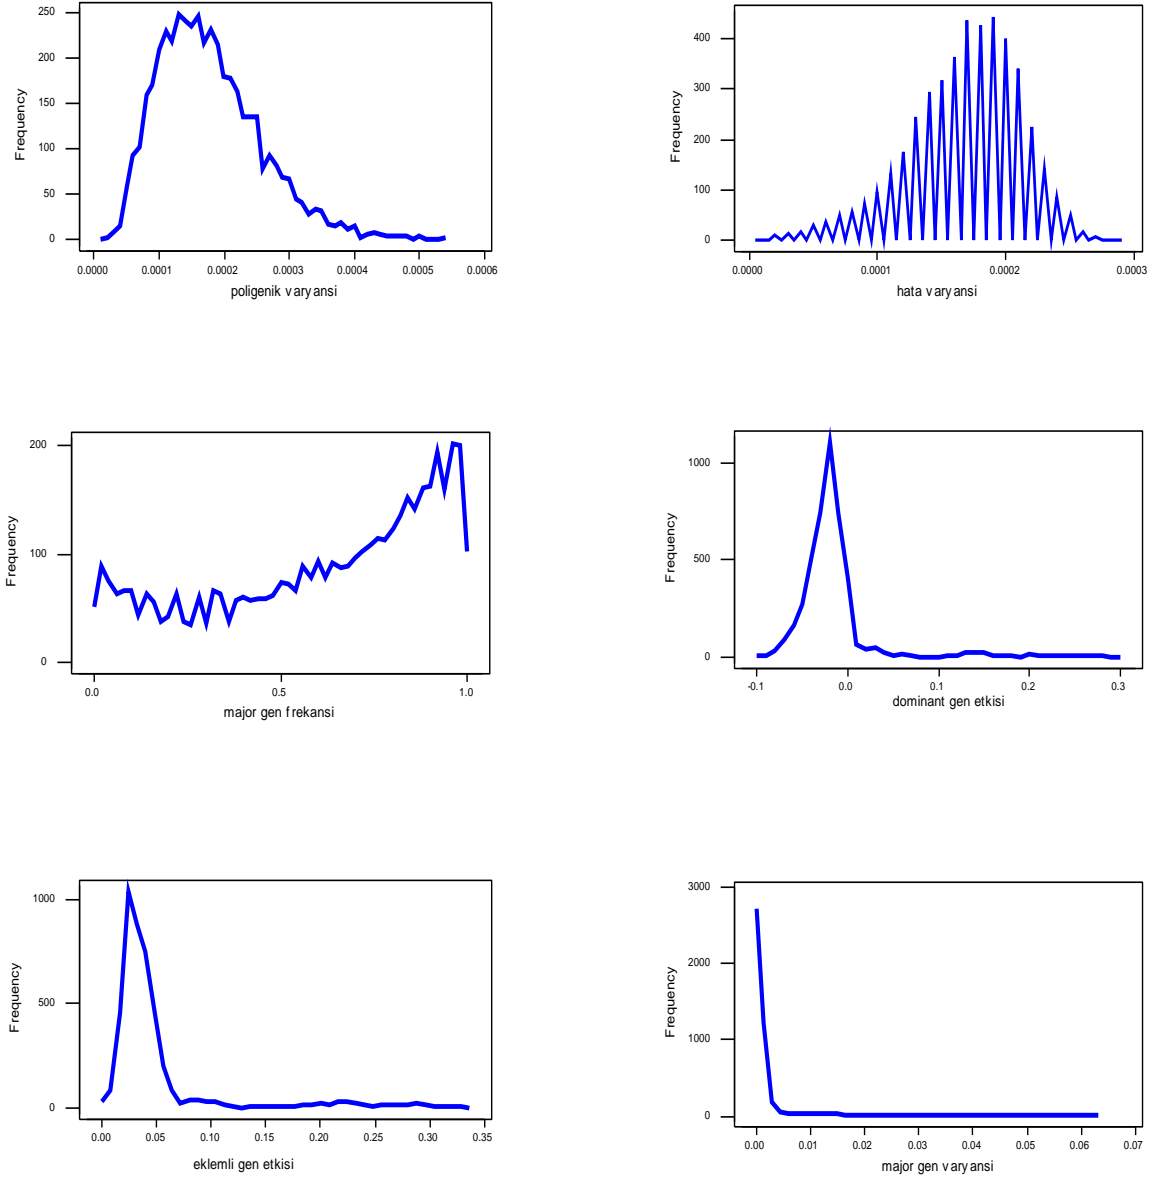 250
200
150
100
50
0
Frequency
0.0000 0.0001 0.0002 0.0003 0.0004 0.0005 0.0006
poligenik varyansi
400
300
200
100
0
Frequency
0.0000 0.0001 0.0002 0.0003
hata varyansi
200
100
0
Frequency
0.0 0.5 1.0
major gen frekansi
1000
500
0
Frequency
-0.1 0.0 0.1 0.2 0.3
dominant gen etkisi
1000
500
0
Frequency
0.00 0.05 0.10 0.15 0.20 0.25 0.30 0.35
eklemli gen etkisi
3000
2000
1000
0
Frequency
0.00 0.01 0.02 0.03 0.04 0.05 0.06 0.07
major gen varyansi